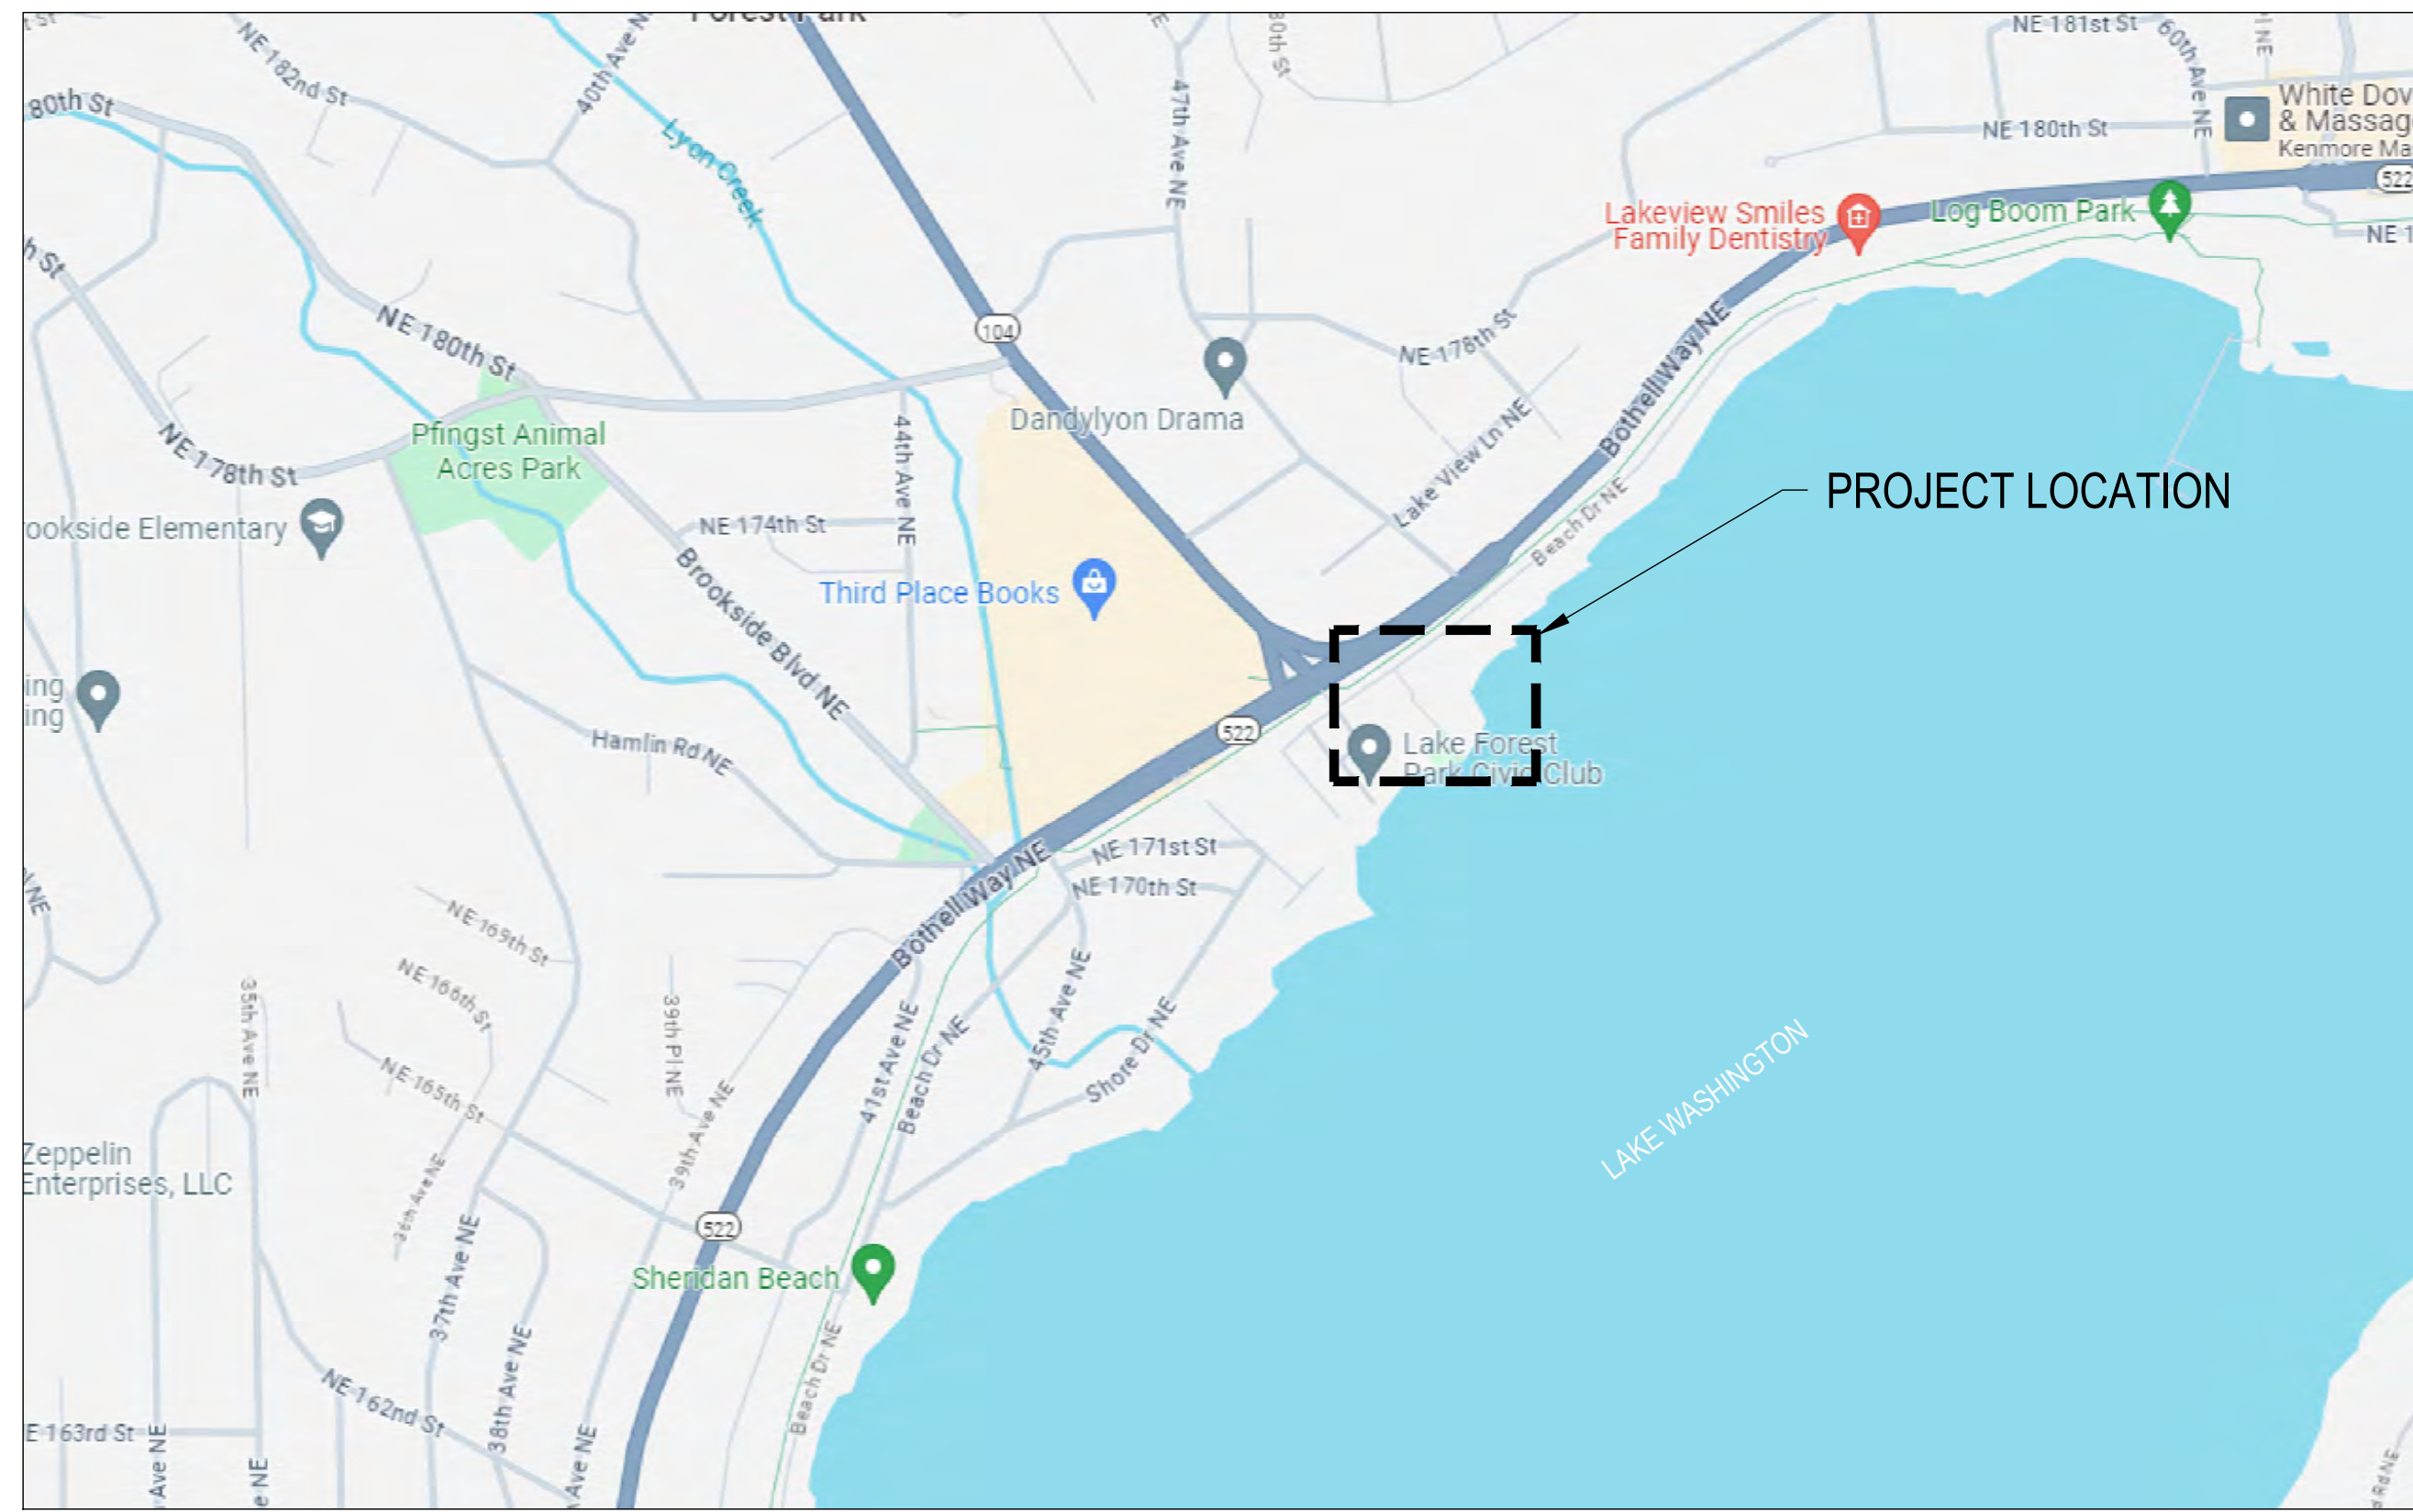 Forest Park
NE 182nd St
40th Ave N
80th St
Lyon Creek
47th Ave NE
80th St
NE 181st St
60th Ave NE
White Dov
& Massag
Kenmore Ma
NE 180th St
522
Lakeview Smiles
Family Dentistry
Log Boom Park
NE 1
h St
NE 180th St
104
Dandylyon Drama
NE 178th St
Bothell Way NE
Lake View Ln NE
Pfingst Animal
Acres Park
NE 178th St
44th Ave NE
PROJECT LOCATION
ookside Elementary
NE 174th St
Beach Dr NE
Brookside Blvd NE
Third Place Books
ing
ing
Hamlin Rd NE
522
Lake Forest
Park Civic Club
NE 171st St
NE 170th St
Bothell Way NE
NE 169th St
NE 166th St
35th Ave NE
39th Pl NE
NE 165th St
41st Ave NE
Beach Dr NE
45th Ave NE
Shore Dr NE
39th Ave NE
LAKE WASHINGTON
Zeppelin
Enterprises, LLC
36th Ave NE
37th Ave NE
522
Sheridan Beach
Beach Dr NE
NE 162nd St
38th Ave NE
E 163rd St
Ave NE
e NE
Ave NE
d Rd NE